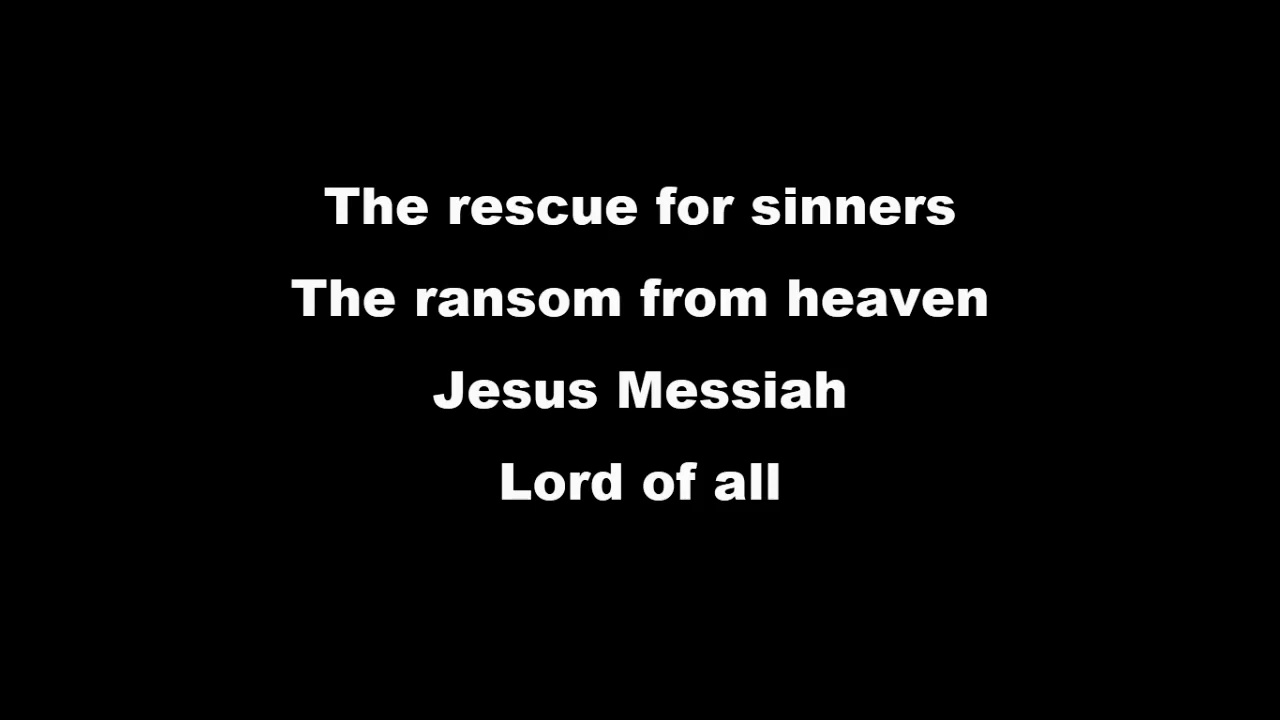 The rescue for sinners
The ransom from heaven
Jesus Messiah
Lord of all